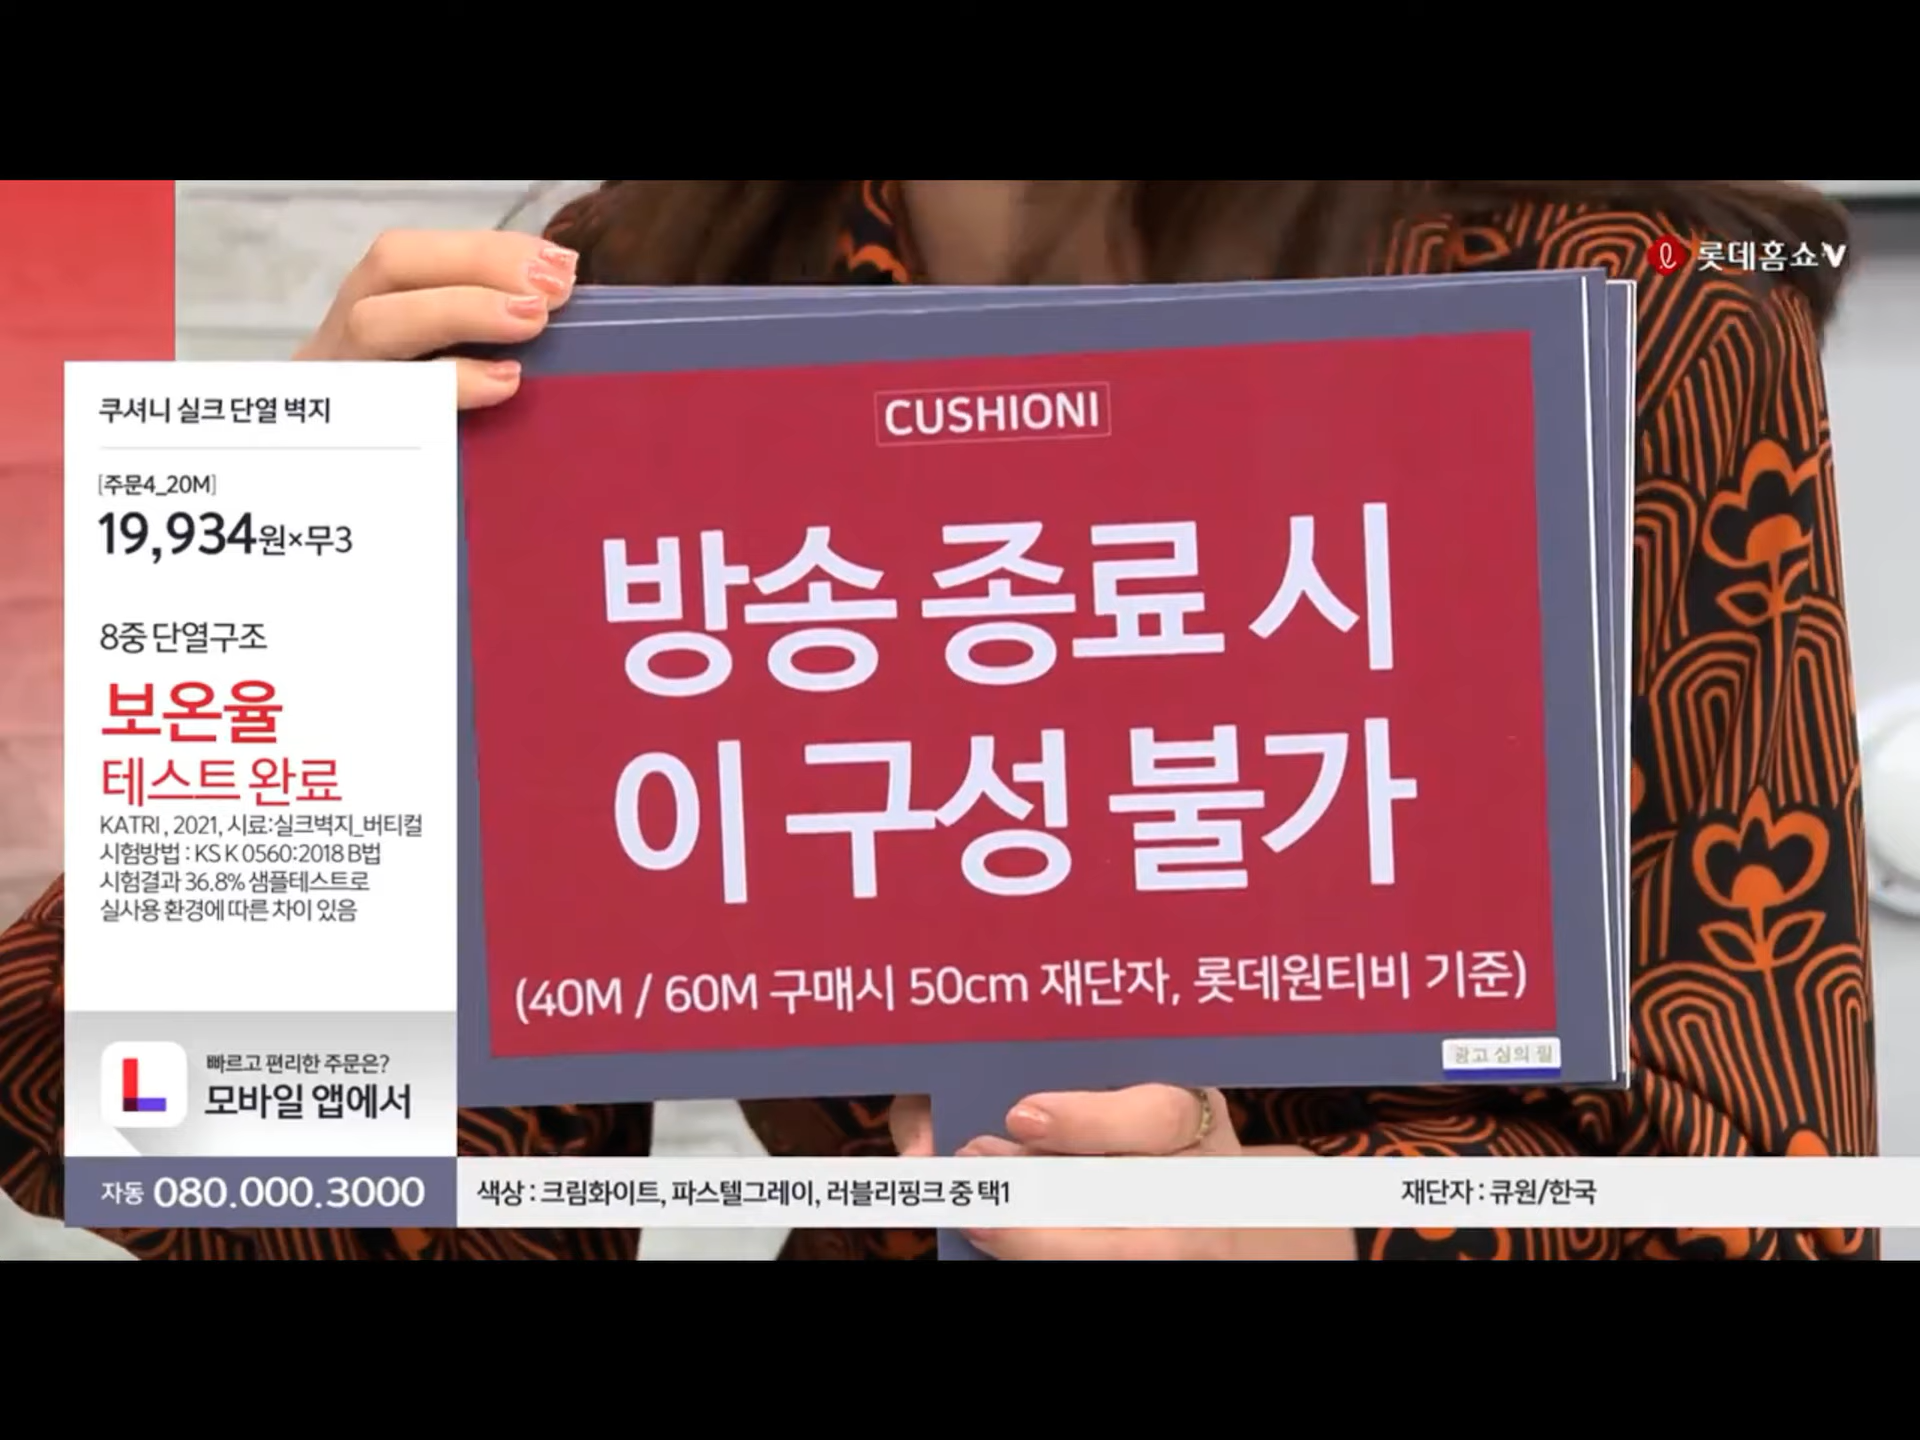 롯데홈쇼V
쿠셔니 실크 단열 벽지
[주문4_20M]
19,934원×무3
8중 단열구조
보온율
테스트 완료
KATRI, 2021, 시료:실크벽지_버티컬
시험방법 : KS K 0560:2018 B법
시험결과 36.8% 샘플테스트로
실사용 환경에 따른 차이 있음
빠르고 편리한 주문은?
모바일 앱에서
자동 080.000.3000
CUSHIONI
방송 종료 시
이 구성 불가
(40M / 60M 구매시 50cm 재단자, 롯데원티비 기준)
광고 심의 필
색상 : 크림화이트, 파스텔그레이, 러블리핑크 중 택1
재단자 : 큐원/한국